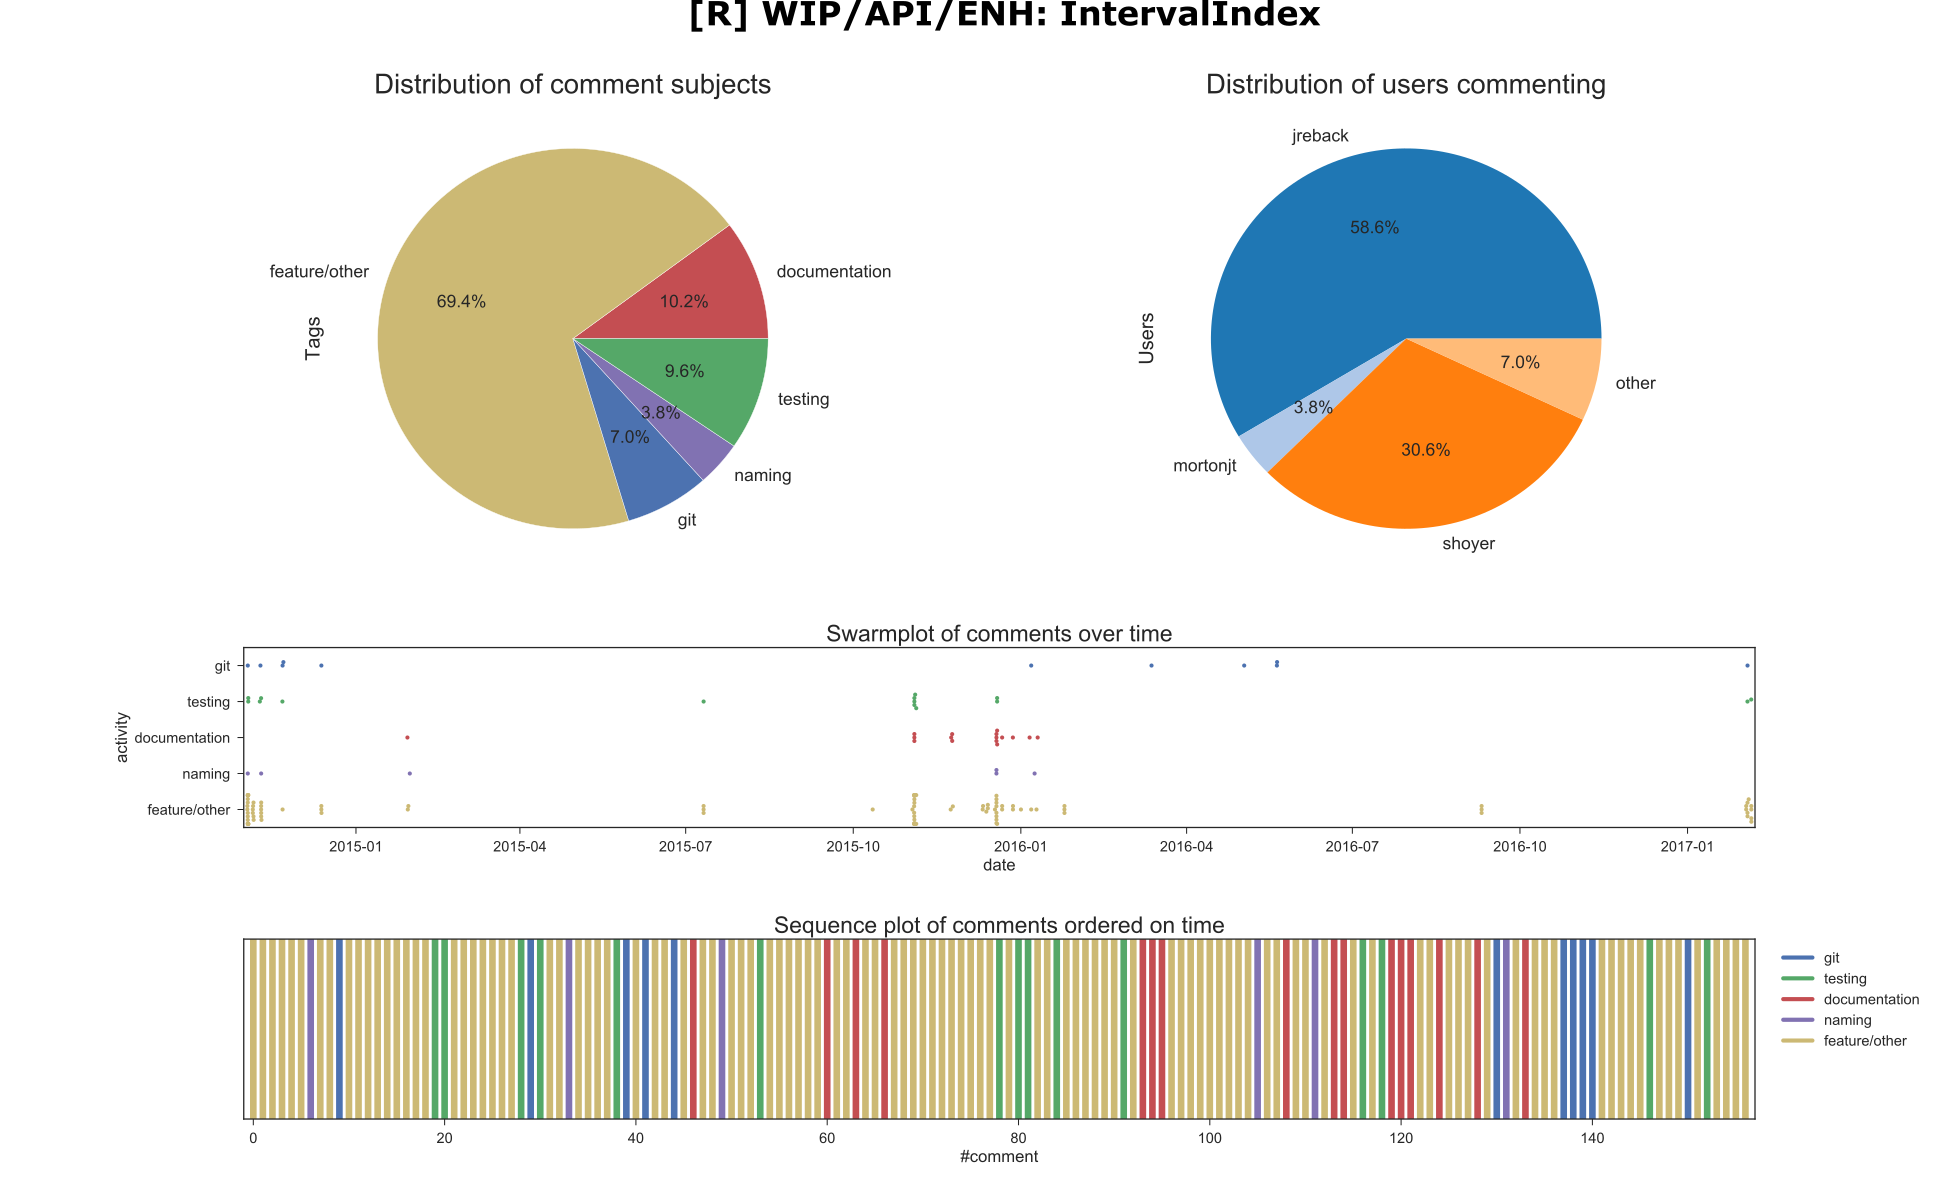 [R] WIP/API/ENH: IntervalIndex
Distribution of comment subjects
feature/other
documentation
testing
naming
git
69.4%
10.2%
9.6%
3.8%
7.0%
Tags
Distribution of users commenting
jreback
mortonjt
shoyer
other
58.6%
3.8%
30.6%
7.0%
Users
Swarmplot of comments over time
git
testing
documentation
naming
feature/other
activity
2015-01
2015-04
2015-07
2015-10
2016-01
2016-04
2016-07
2016-10
2017-01
date
Sequence plot of comments ordered on time
0
20
40
60
80
100
120
140
#comment
git
testing
documentation
naming
feature/other